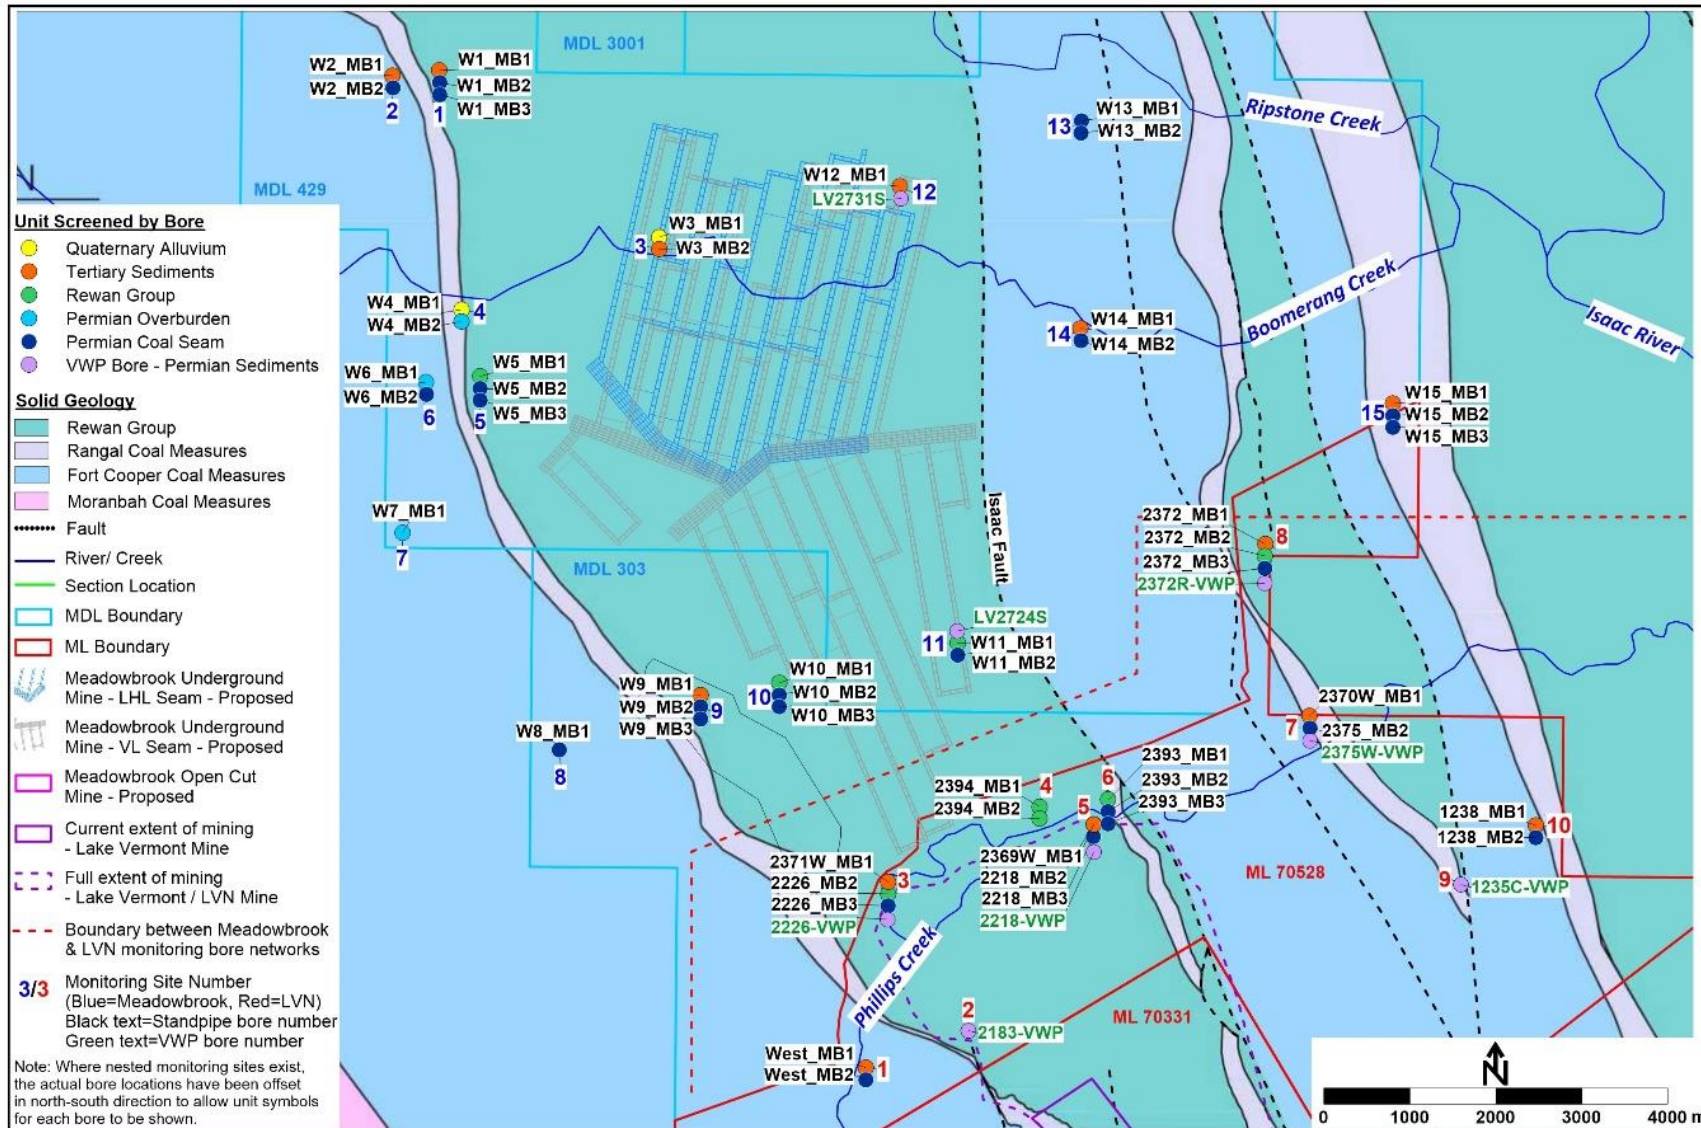 MDL 3001
W2_MB1
W2_MB2
2
W1_MB1
W1_MB2
W1_MB3
1
W13_MB1
W13_MB2
13
Ripstone Creek
MDL 429
W12_MB1
LV2731S
12
W3_MB1
W3_MB2
3
Boomerang Creek
Isaac River
W4_MB1
W4_MB2
4
W14_MB1
W14_MB2
14
W6_MB1
W6_MB2
6
W5_MB1
W5_MB2
W5_MB3
5
W15_MB1
W15_MB2
W15_MB3
15
W7_MB1
7
Isaac Fault
2372_MB1
2372_MB2
2372_MB3
2372R-VWP
8
MDL 303
LV2724S
W11_MB1
W11_MB2
11
W9_MB1
W9_MB2
W9_MB3
9
W10_MB1
W10_MB2
W10_MB3
10
W8_MB1
8
2370W_MB1
2375_MB2
2375W-VWP
7
2394_MB1
2394_MB2
4
2393_MB1
2393_MB2
2393_MB3
6
5
2369W_MB1
2218_MB2
2218_MB3
2218-VWP
1238_MB1
1238_MB2
10
2371W_MB1
2226_MB2
2226_MB3
2226-VWP
3
ML 70528
9
1235C-VWP
Phillips Creek
2
2183-VWP
ML 70331
West_MB1
West_MB2
1
Unit Screened by Bore
Quaternary Alluvium
Tertiary Sediments
Rewan Group
Permian Overburden
Permian Coal Seam
VWP Bore - Permian Sediments
Solid Geology
Rewan Group
Rangal Coal Measures
Fort Cooper Coal Measures
Moranbah Coal Measures
Fault
River/ Creek
Section Location
MDL Boundary
ML Boundary
Meadowbrook Underground
Mine - LHL Seam - Proposed
Meadowbrook Underground
Mine - VL Seam - Proposed
Meadowbrook Open Cut
Mine - Proposed
Current extent of mining
- Lake Vermont Mine
Full extent of mining
- Lake Vermont / LVN Mine
Boundary between Meadowbrook
& LVN monitoring bore networks
3/3 Monitoring Site Number
(Blue=Meadowbrook, Red=LVN)
Black text=Standpipe bore number
Green text=VWP bore number
Note: Where nested monitoring sites exist,
the actual bore locations have been offset
in north-south direction to allow unit symbols
for each bore to be shown.
N
0 1000 2000 3000 4000 m